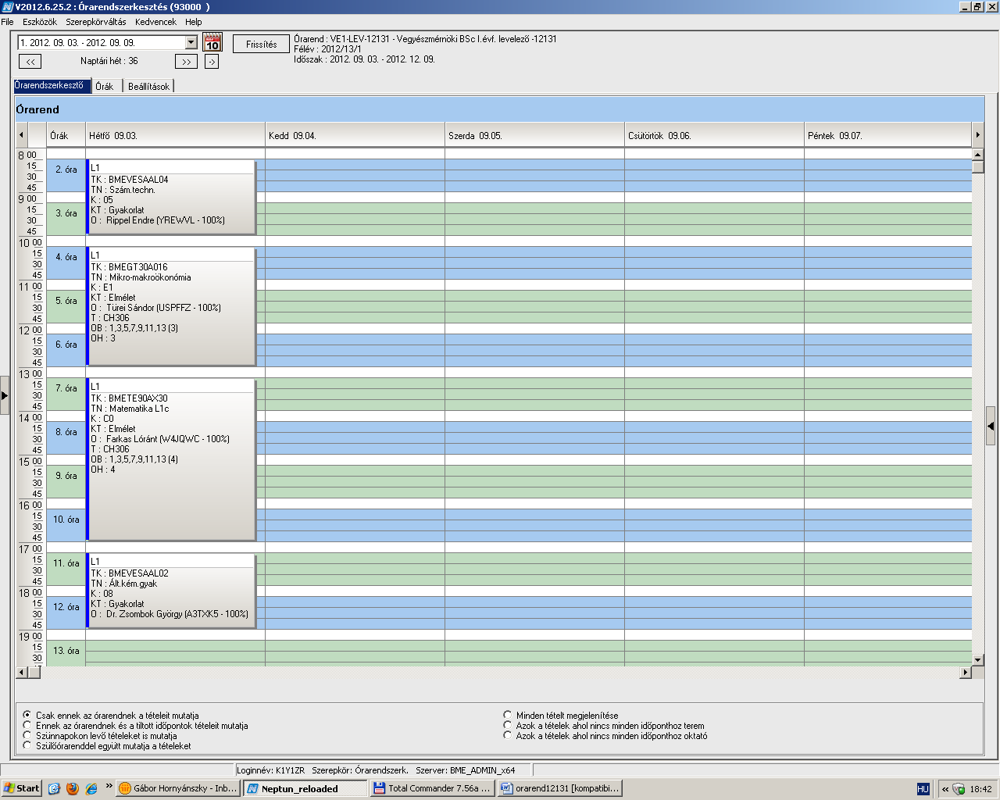 V2012.6.25.2 : Órarendszerkesztés (93000  )
File Eszközök Szerepkörváltás Kedvencek Help
1. 2012. 09. 03. - 2012. 09. 09.
10
Frissítés
Órarend : VE1-LEV-12131 - Vegyészmérnöki BSc I.évf. levelező -12131
Félév : 2012/13/1
Időszak : 2012. 09. 03. - 2012. 12. 09.
<< Naptári hét : 36 >> ->
Órarendszerkesztő Órák Beállítások
Órarend
Órák Hétfő 09.03. Kedd 09.04. Szerda 09.05. Csütörtök 09.06. Péntek 09.07.
8 00
15
30
45
2. óra
9 00
15
30
45
3. óra
L1
TK : BMEVESAAL04
TN : Szám.techn.
K : 05
KT : Gyakorlat
O : Rippel Endre (YREWVL - 100%)
10 00
15
30
45
4. óra
11 00
15
30
45
5. óra
12 00
15
30
45
6. óra
L1
TK : BMEGT30A016
TN : Mikro-makroökonómia
K : E1
KT : Elmélet
O : Türei Sándor (USPFFZ - 100%)
T : CH306
OB : 1,3,5,7,9,11,13 (3)
OH : 3
13 00
15
30
45
7. óra
14 00
15
30
45
8. óra
15 00
15
30
45
9. óra
16 00
15
30
45
10. óra
L1
TK : BMETE90AX30
TN : Matematika L1c
K : C0
KT : Elmélet
O : Farkas Lóránt (W4JQWC - 100%)
T : CH306
OB : 1,3,5,7,9,11,13 (4)
OH : 4
17 00
15
30
45
11. óra
18 00
15
30
45
12. óra
L1
TK : BMEVESAAL02
TN : Ált.kém.gyak
K : 08
KT : Gyakorlat
O : Dr. Zsombok György (A3TXK5 - 100%)
19 00
15
30
13. óra
Csak ennek az órarendnek a tételeit mutatja
Ennek az órarendnek és a tiltott időpontok tételeit mutatja
Szünnapokon levő tételeket is mutatja
Szülőórarenddel együtt mutatja a tételeket
Minden tételt megjelenítése
Azok a tételek ahol nincs minden időponthoz terem
Azok a tételek ahol nincs minden időponthoz oktató
Loginnév: K1Y1ZR Szerepkör: Órarendszerk. Szerver: BME_ADMIN_x64
Start » Gábor Hornyánszky - Inb... Neptun_reloaded Total Commander 7.56a ... orarend12131 [kompatibi... HU « 18:42